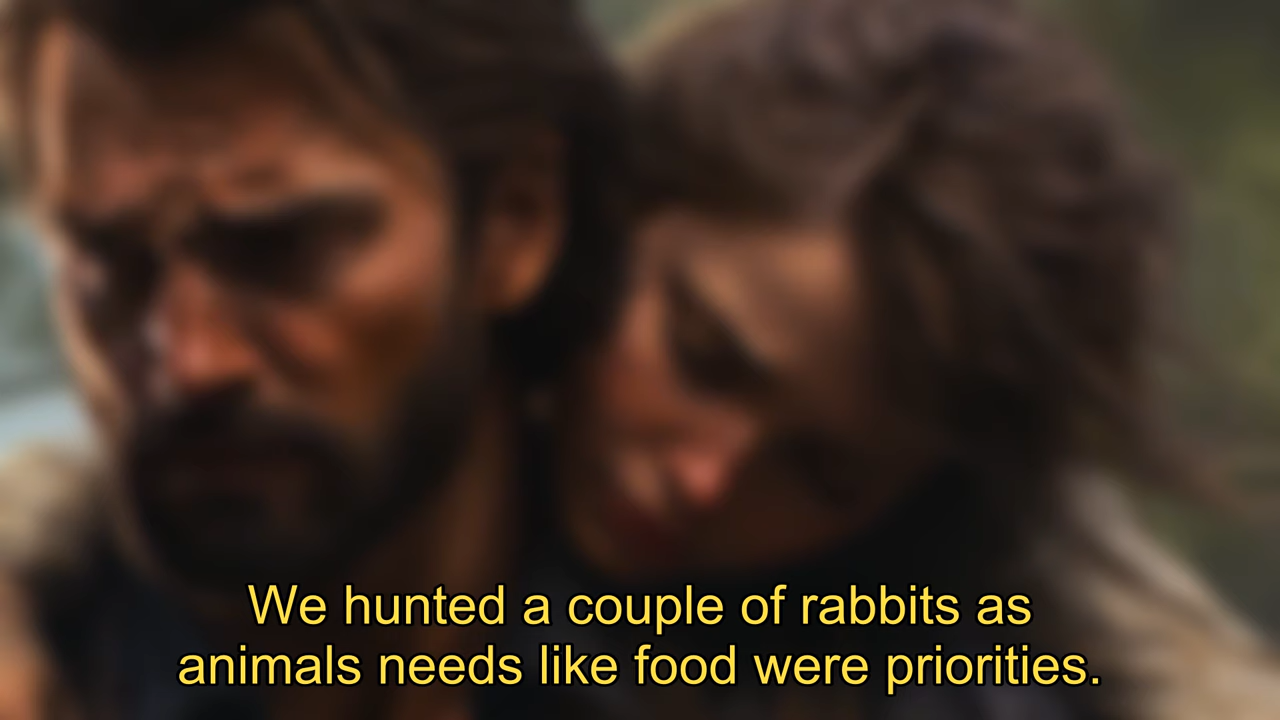 We hunted a couple of rabbits as
animals needs like food were priorities.